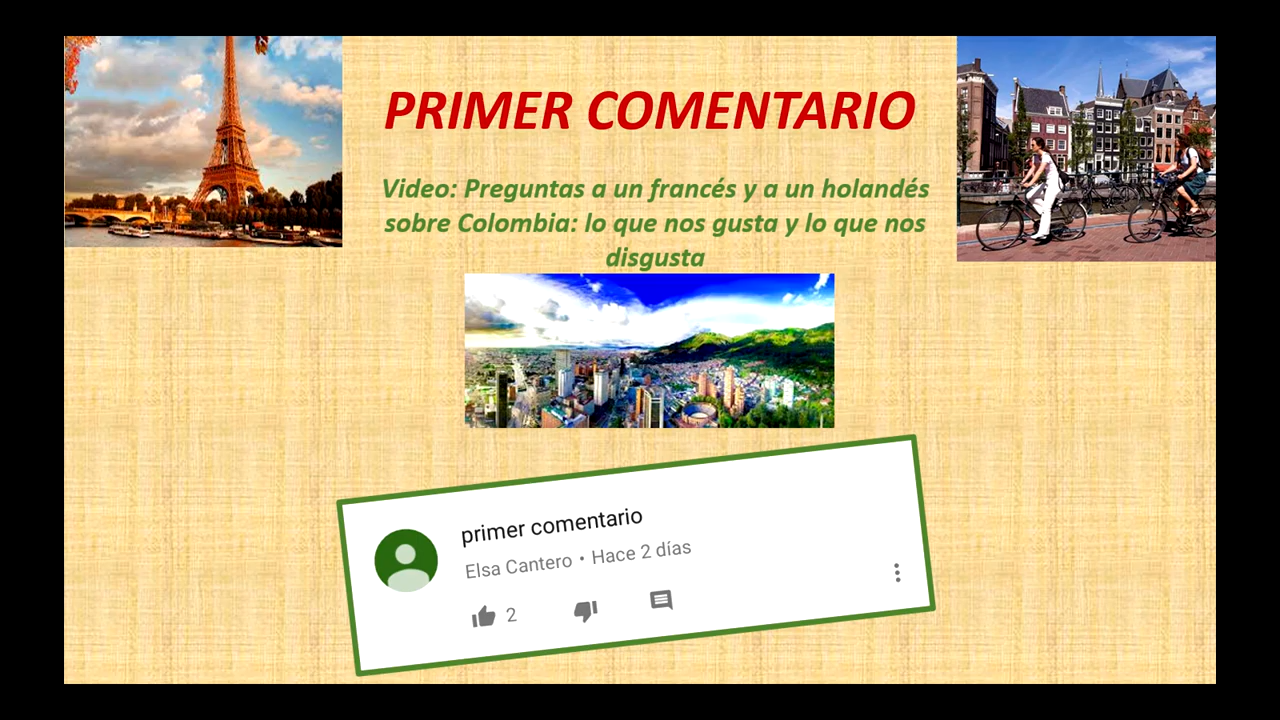 PRIMER COMENTARIO
Video: Preguntas a un francés y a un holandés
sobre Colombia: lo que nos gusta y lo que nos
disgusta
primer comentario
Elsa Cantero • Hace 2 días
2